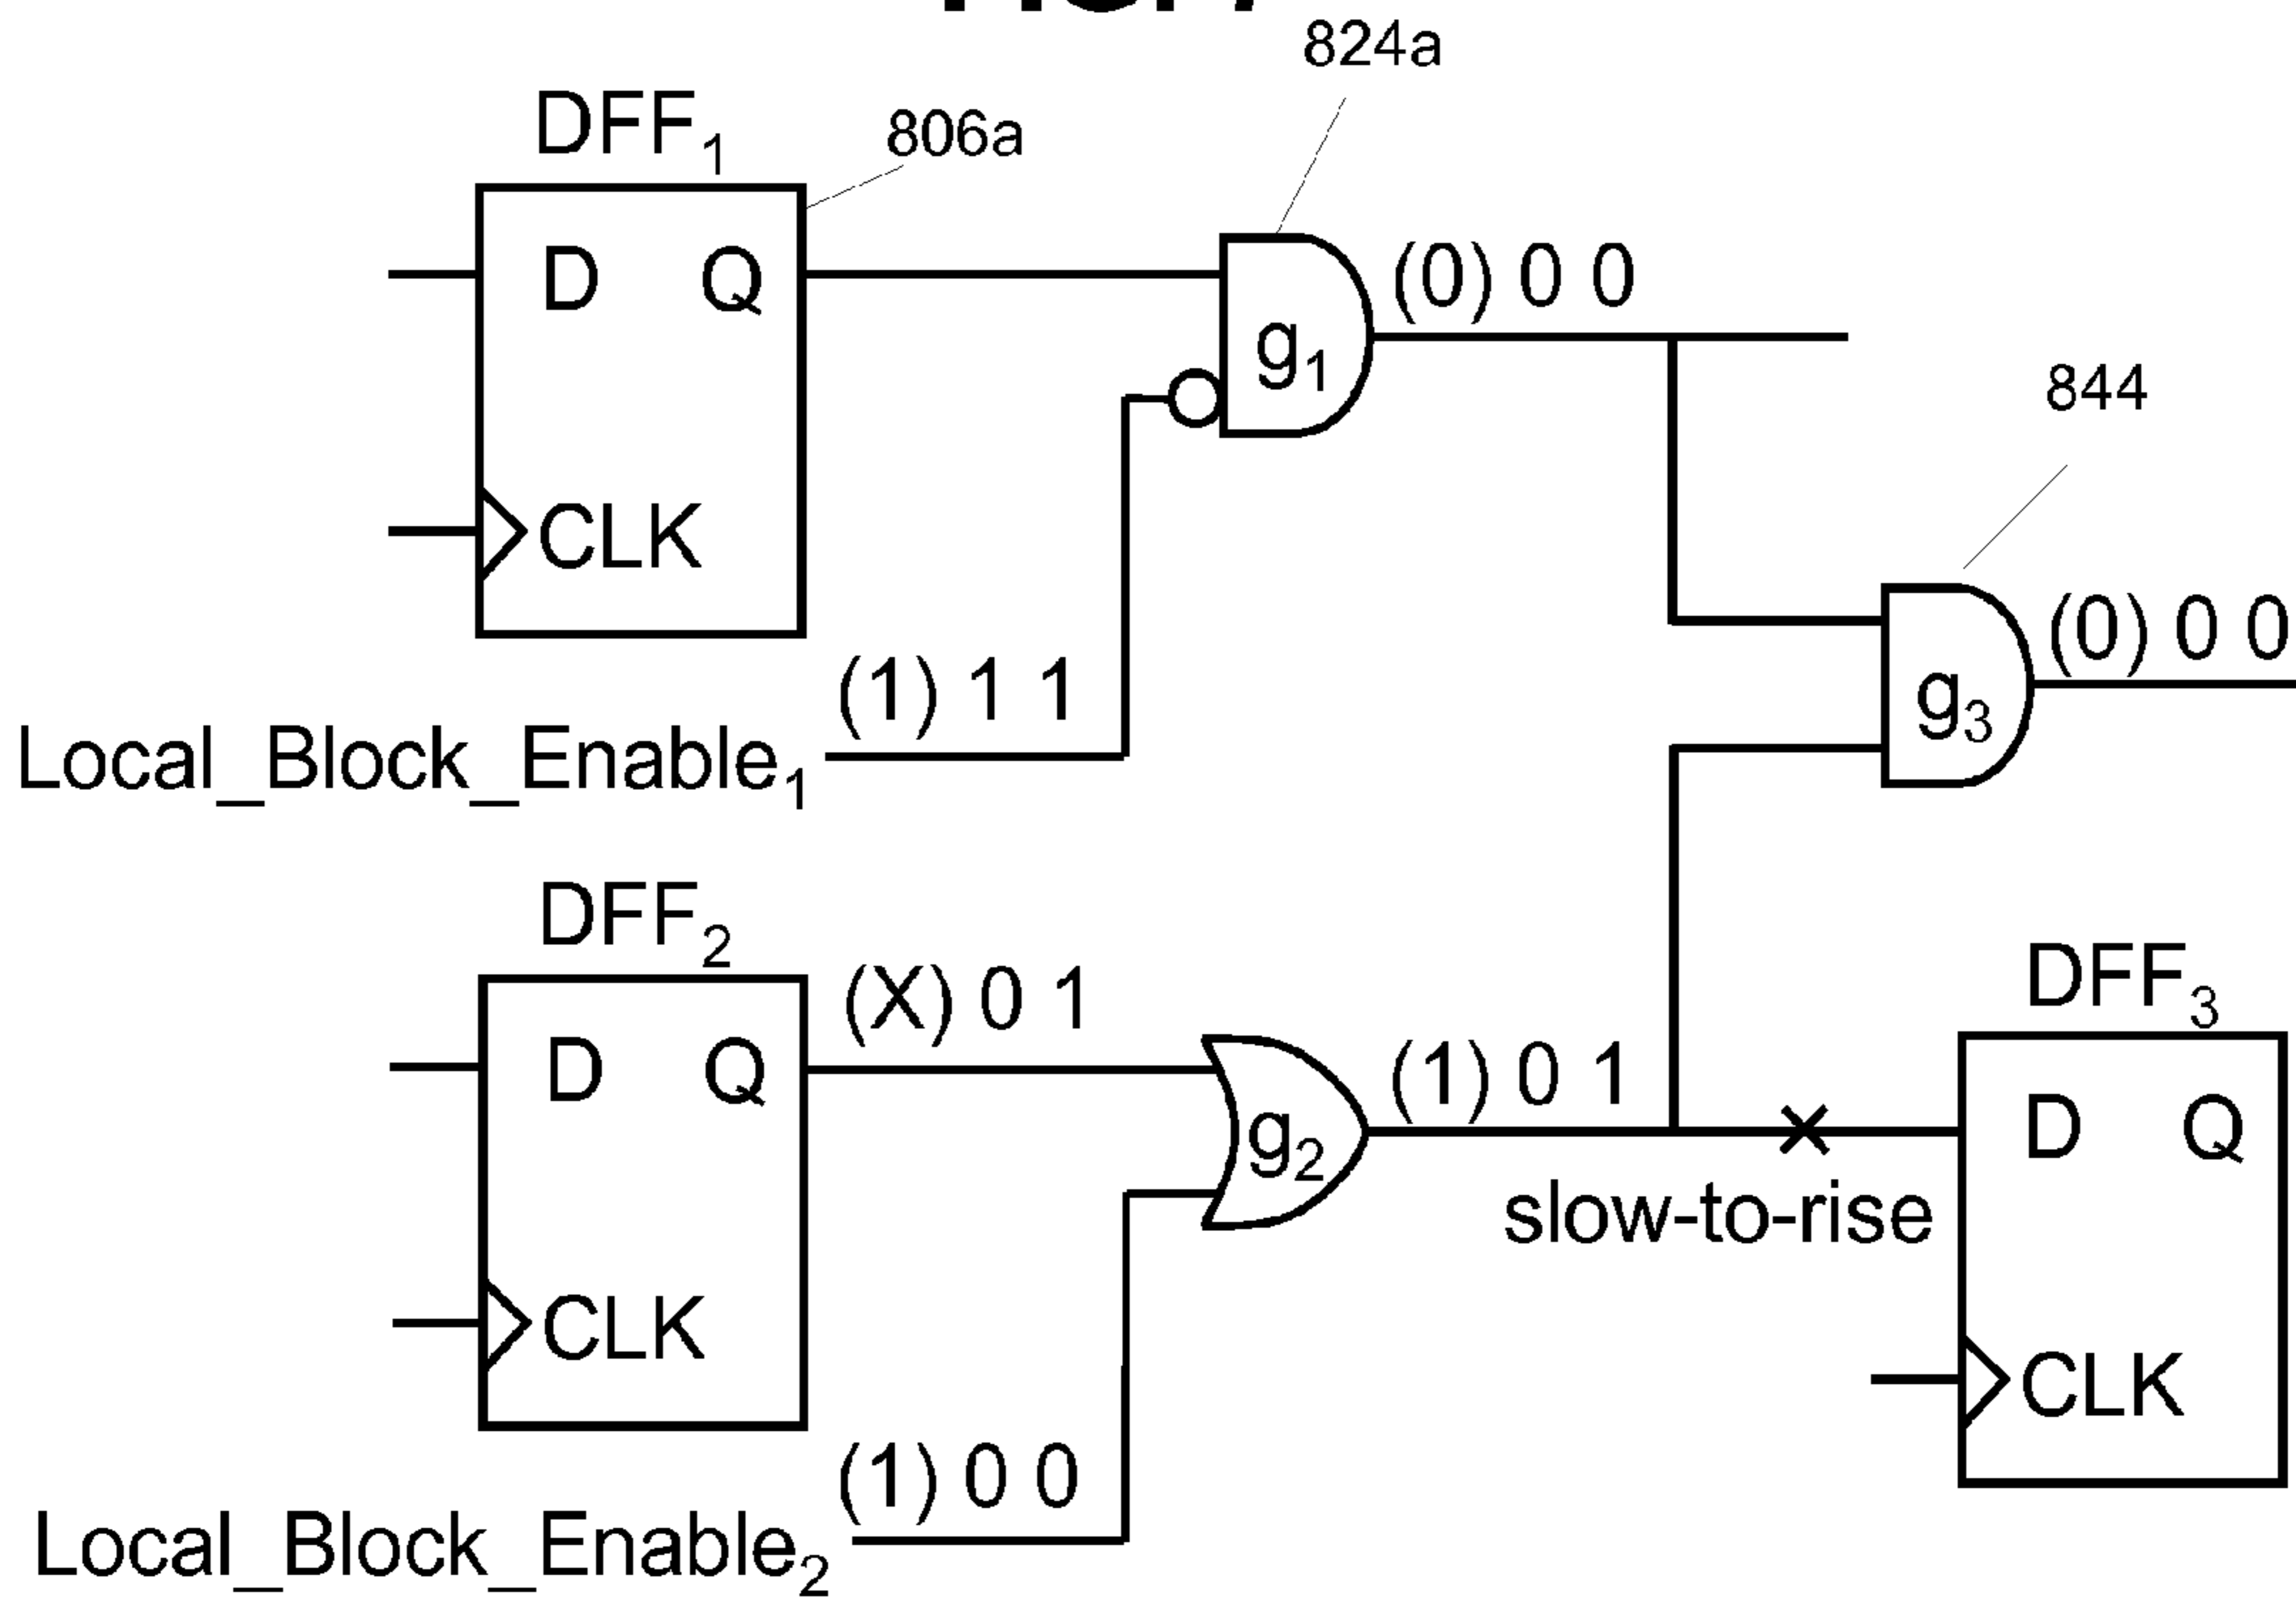 824a
DFF1
806a
D Q
(0) 0 0
g1
844
CLK
(0) 0 0
(1) 1 1
g3
Local_Block_Enable1
DFF2
(X) 0 1
DFF3
D Q
(1) 0 1
g2
D Q
slow-to-rise
CLK
CLK
(1) 0 0
Local_Block_Enable2